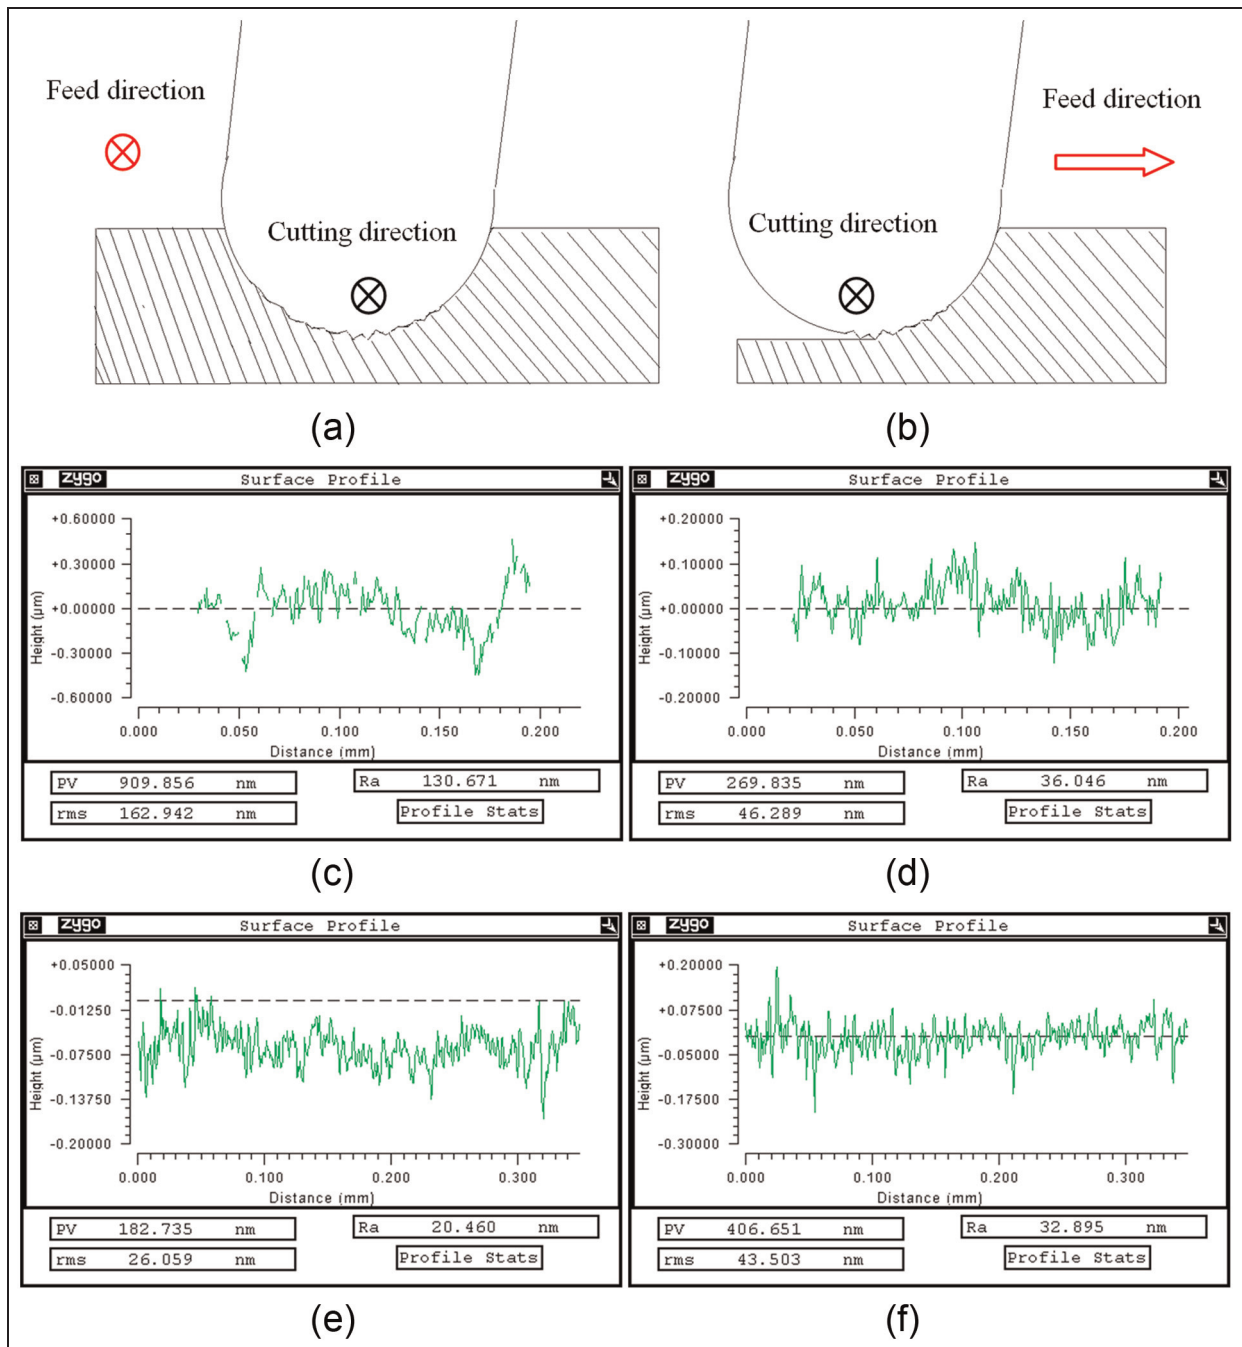 Feed direction
Cutting direction
(a)
Feed direction
Cutting direction
(b)
zygo Surface Profile
+0.60000
+0.30000
+0.00000
-0.30000
-0.60000
Height (µm)
0.000 0.050 0.100 0.150 0.200
Distance (mm)
PV 909.856 nm
Ra 130.671 nm
rms 162.942 nm
Profile Stats
(c)
zygo Surface Profile
+0.20000
+0.10000
+0.00000
-0.10000
-0.20000
Height (µm)
0.000 0.050 0.100 0.150 0.200
Distance (mm)
PV 269.835 nm
Ra 36.046 nm
rms 46.289 nm
Profile Stats
(d)
zygo Surface Profile
+0.05000
-0.01250
-0.07500
-0.13750
-0.20000
Height (µm)
0.000 0.100 0.200 0.300
Distance (mm)
PV 182.735 nm
Ra 20.460 nm
rms 26.059 nm
Profile Stats
(e)
zygo Surface Profile
+0.20000
+0.07500
-0.05000
-0.17500
-0.30000
Height (µm)
0.000 0.100 0.200 0.300
Distance (mm)
PV 406.651 nm
Ra 32.895 nm
rms 43.503 nm
Profile Stats
(f)